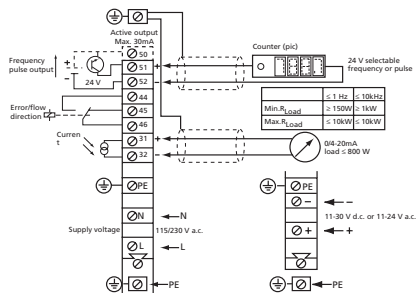 Active output
Max. 30mA
Frequency
pulse output
+
-
24 V
50
51
+
52
-
44
Error/flow
direction
45
46
Curren
t
31
+
32
-
Counter (pic)
24 V selectable
frequency or pulse
≤ 1 Hz ≤ 10kHz
Min.RLoad ≥ 150W ≥ 1kW
Max.RLoad ≤ 10kW ≤ 10kW
0/4-20mA
load ≤ 800 W
PE
N
N
Supply voltage
115/230 V a.c.
L
L
PE
PE
-
-
11-30 V d.c. or 11-24 V a.c.
+
+
PE